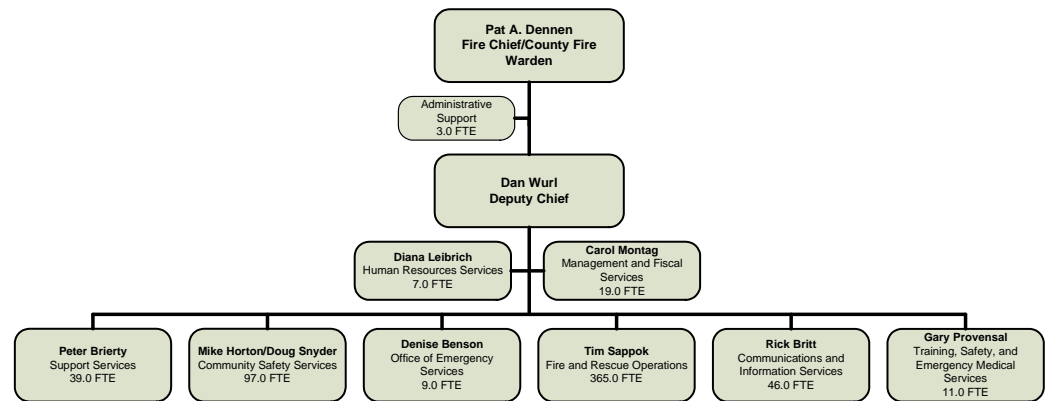 Pat A. Dennen
Fire Chief/County Fire
Warden
Administrative
Support
3.0 FTE
Dan Wurl
Deputy Chief
Diana Leibrich
Human Resources Services
7.0 FTE
Carol Montag
Management and Fiscal
Services
19.0 FTE
Peter Brierty
Support Services
39.0 FTE
Mike Horton/Doug Snyder
Community Safety Services
97.0 FTE
Denise Benson
Office of Emergency
Services
9.0 FTE
Tim Sappok
Fire and Rescue Operations
365.0 FTE
Rick Britt
Communications and
Information Services
46.0 FTE
Gary Provensal
Training, Safety, and
Emergency Medical
Services
11.0 FTE